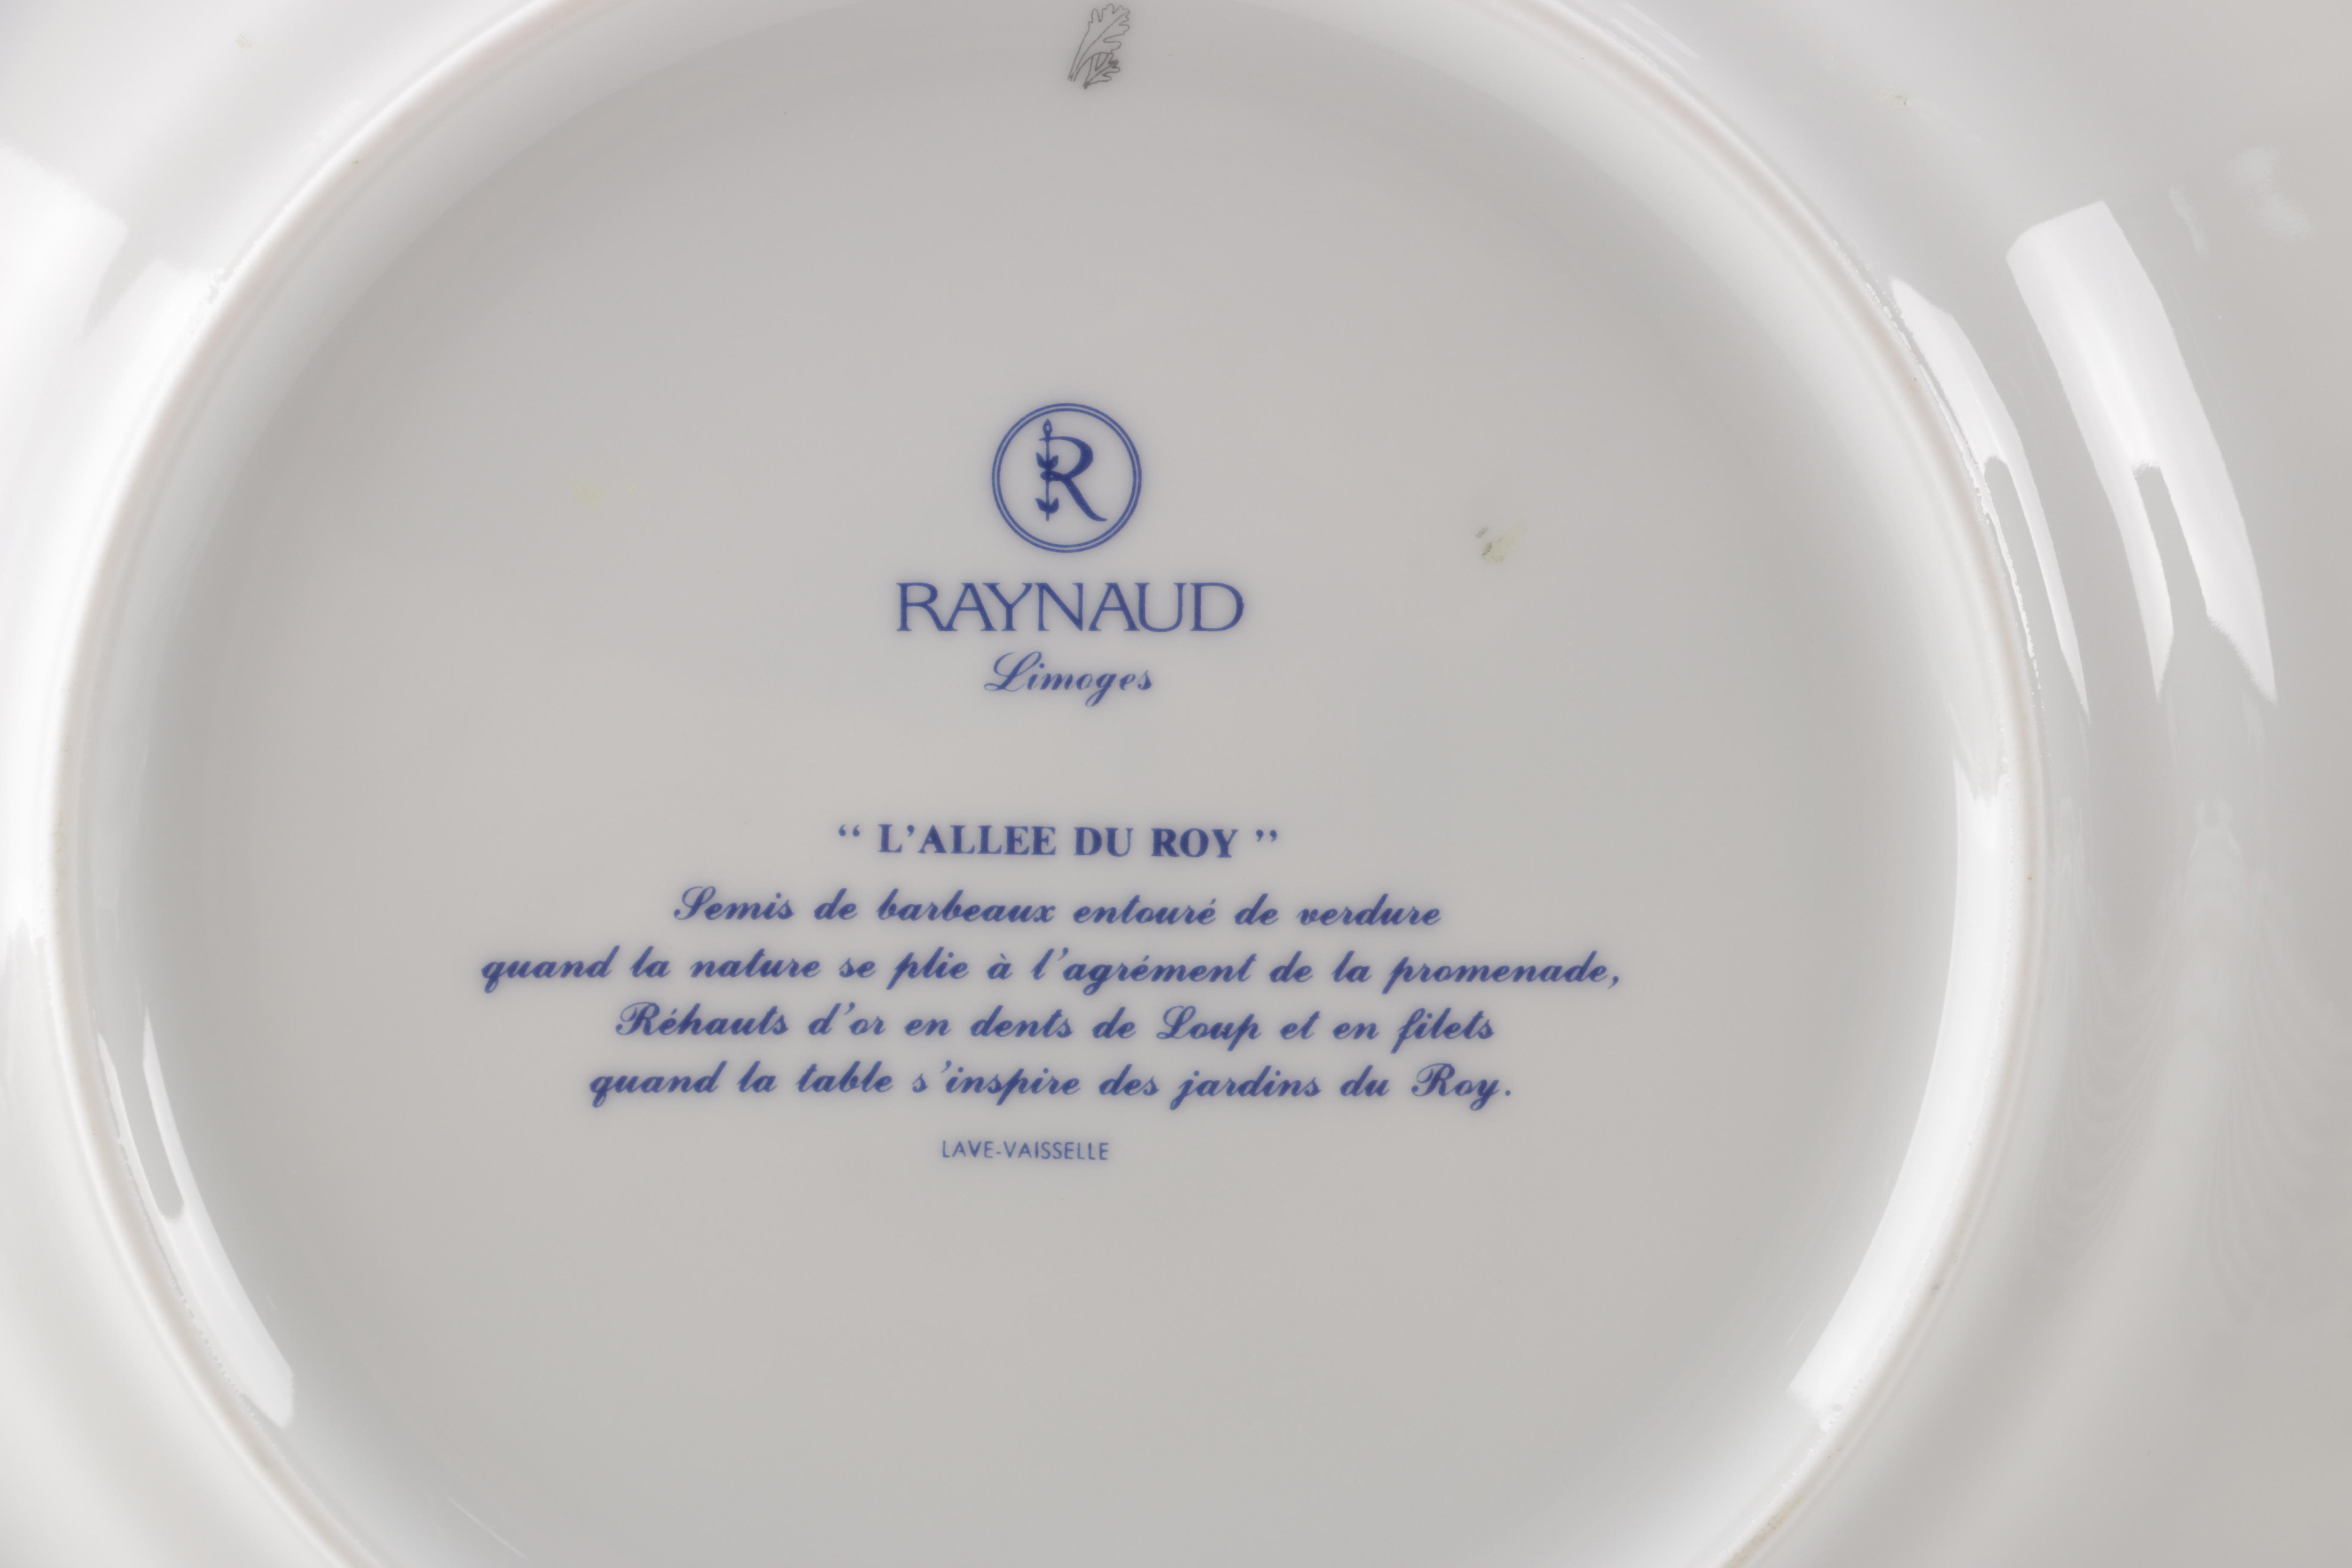 R
RAYNAUD
Limoges
“ L’ALLEE DU ROY ”
Semis de barbeaux entouré de verdure
quand la nature se plie à l’agrément de la promenade,
Réhauts d’or en dents de Loup et en filets
quand la table s’inspire des jardins du Roy.
LAVE-VAISSELLE